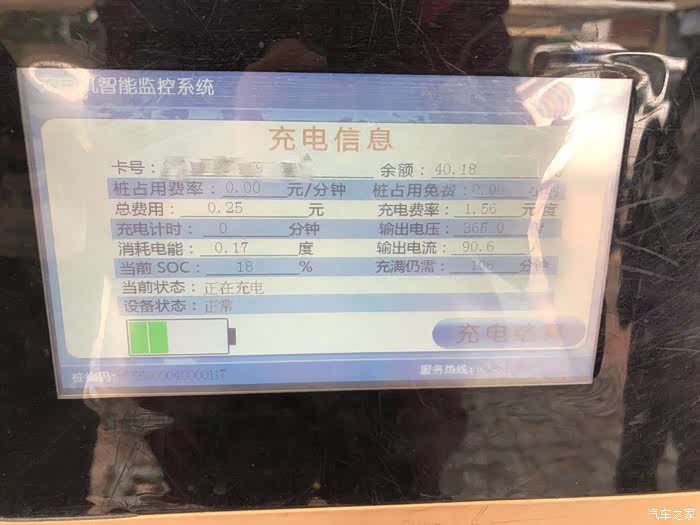 机智能监控系统
充电信息
卡号： 余额：40.18
桩占用费率：0.00 元/分钟 桩占用免费：
总费用： 0.25 元 充电费率：1.56 元/度
充电计时： 0 分钟 输出电压：365.0 V
消耗电能： 0.17 度 输出电流：90.6
当前 SOC： 18 % 充满仍需： 106 分钟
当前状态：正在充电
设备状态：正常
充电
桩编码： 服务热线
汽车之家